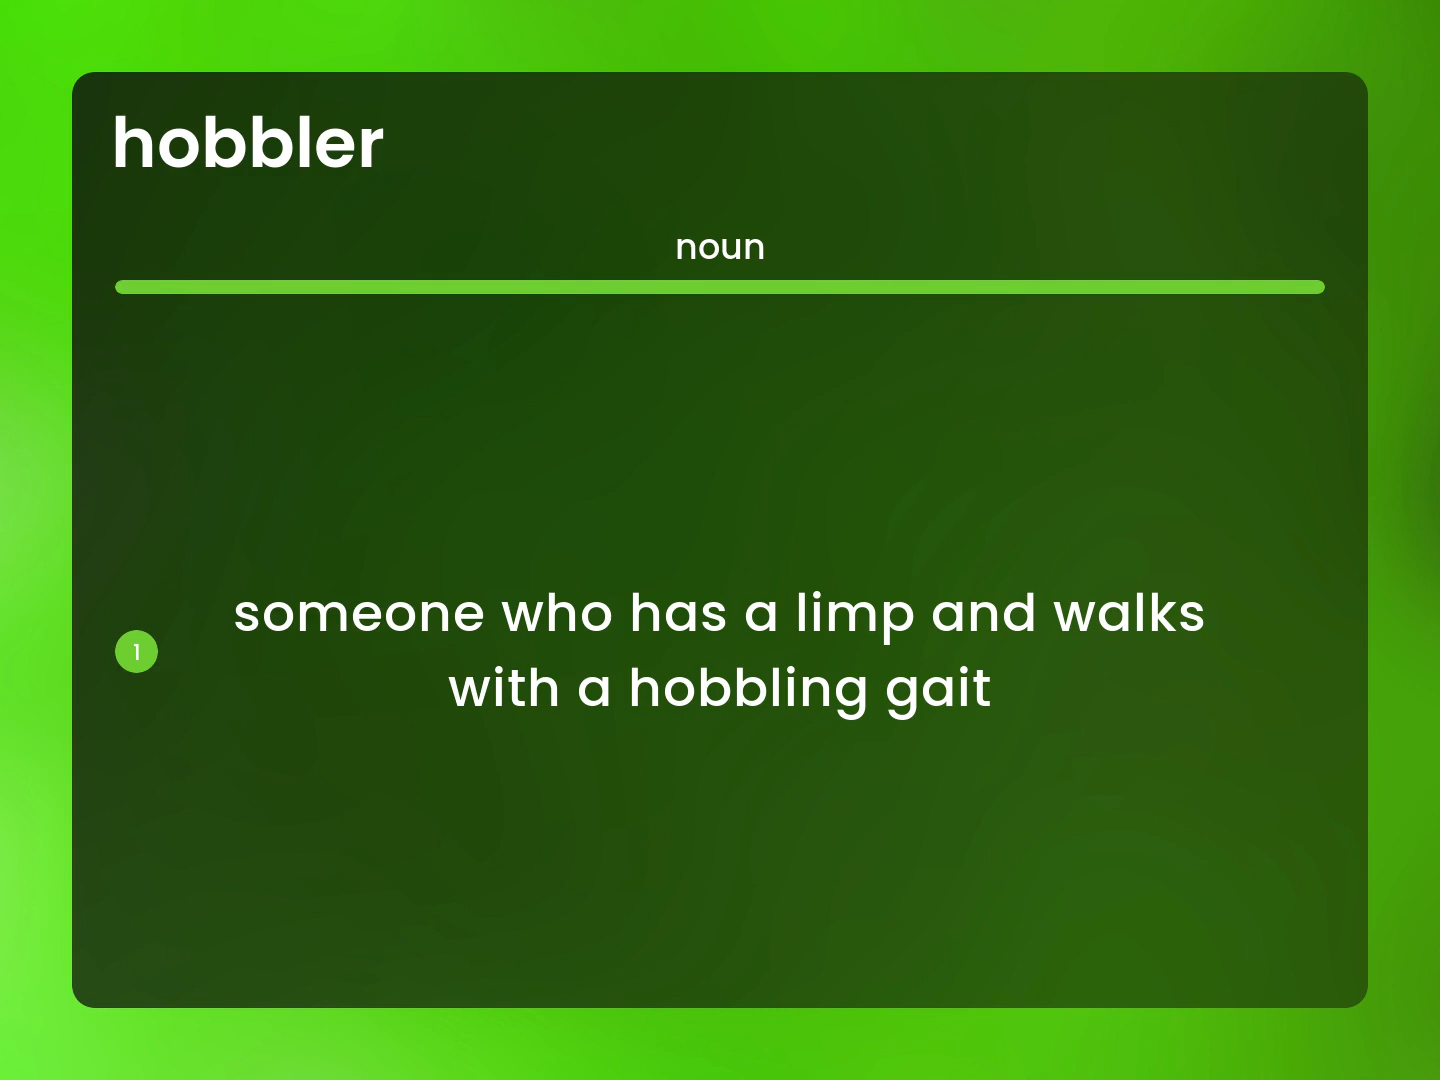 hobbler
noun
1
someone who has a limp and walks
with a hobbling gait